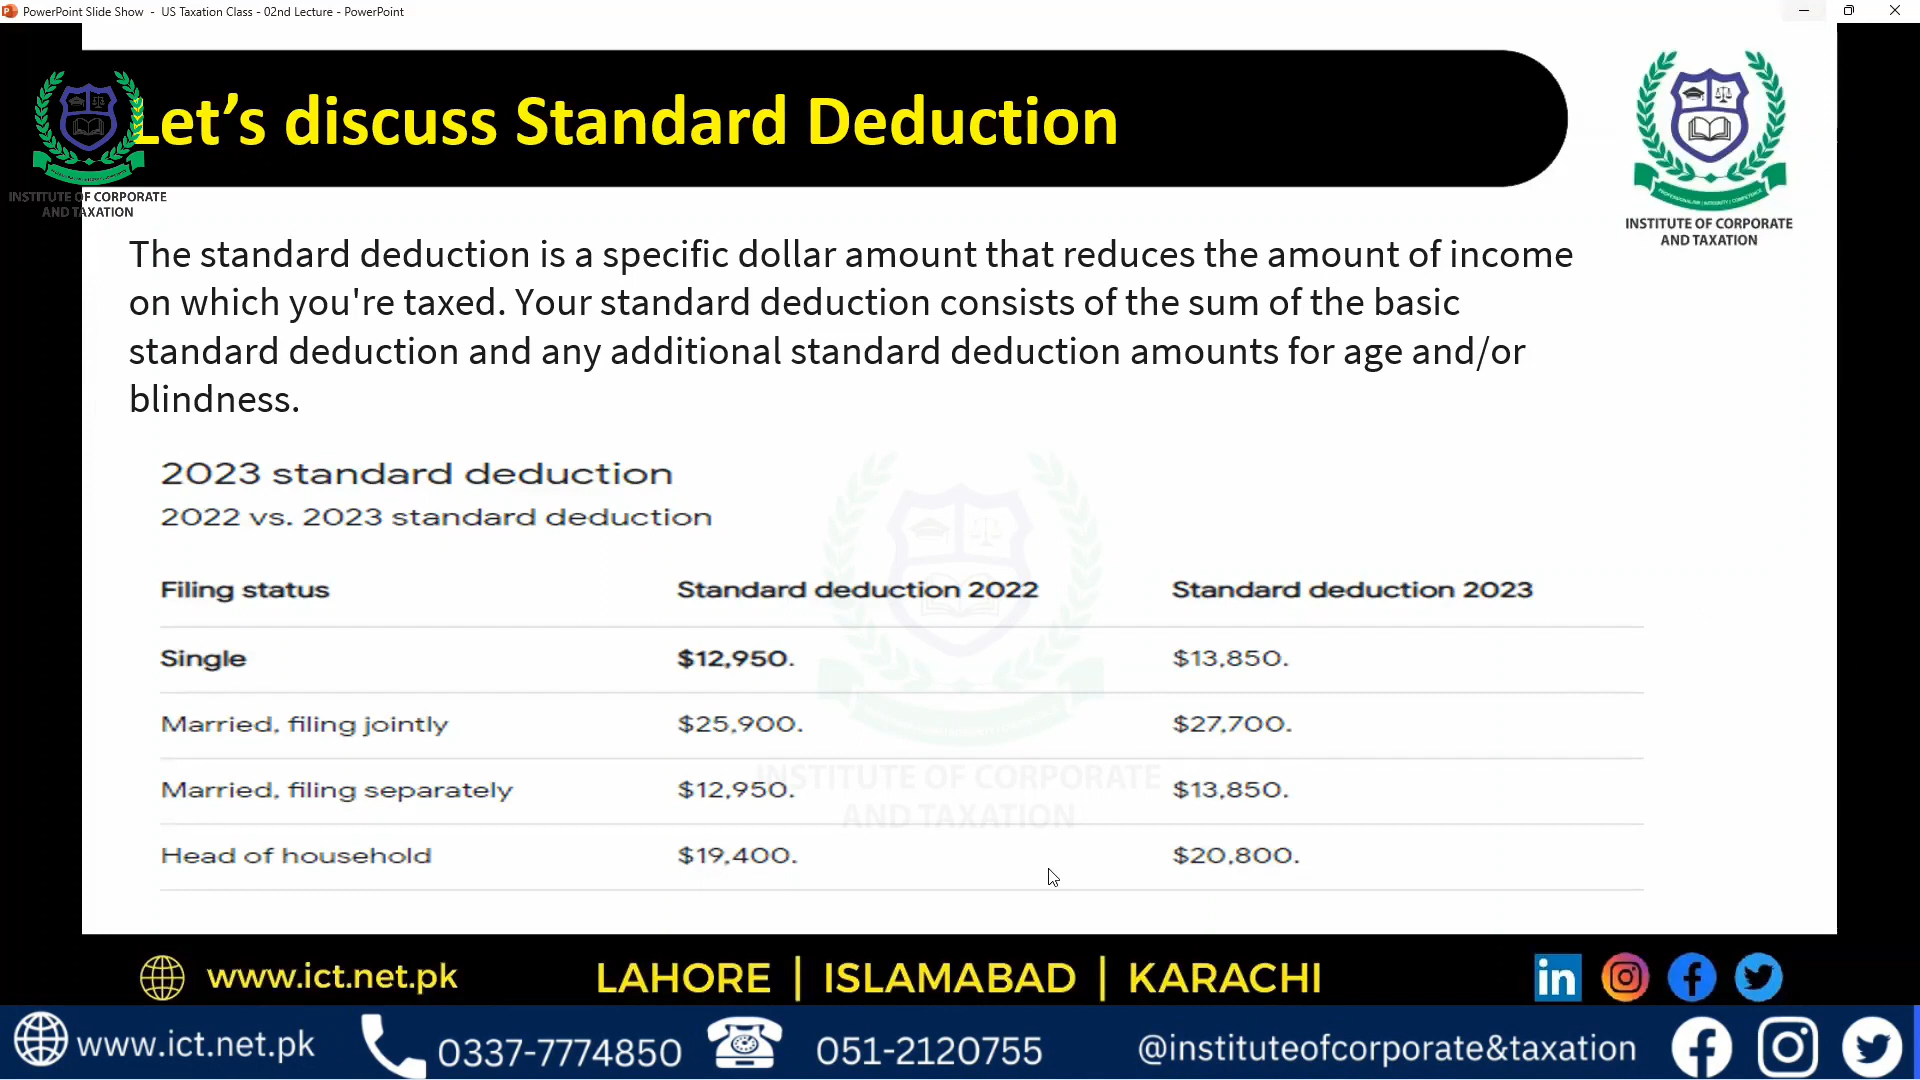 PowerPoint Slide Show - US Taxation Class - 02nd Lecture - PowerPoint
Let’s discuss Standard Deduction
INSTITUTE OF CORPORATE
AND TAXATION
INSTITUTE OF CORPORATE
AND TAXATION
The standard deduction is a specific dollar amount that reduces the amount of income
on which you're taxed. Your standard deduction consists of the sum of the basic
standard deduction and any additional standard deduction amounts for age and/or
blindness.
2023 standard deduction
2022 vs. 2023 standard deduction
Filing status Standard deduction 2022 Standard deduction 2023
Single $12,950. $13,850.
Married, filing jointly $25,900. $27,700.
Married, filing separately $12,950. $13,850.
Head of household $19,400. $20,800.
INSTITUTE OF CORPORATE
AND TAXATION
www.ict.net.pk LAHORE | ISLAMABAD | KARACHI
www.ict.net.pk 0337-7774850 051-2120755 @instituteofcorporate&taxation